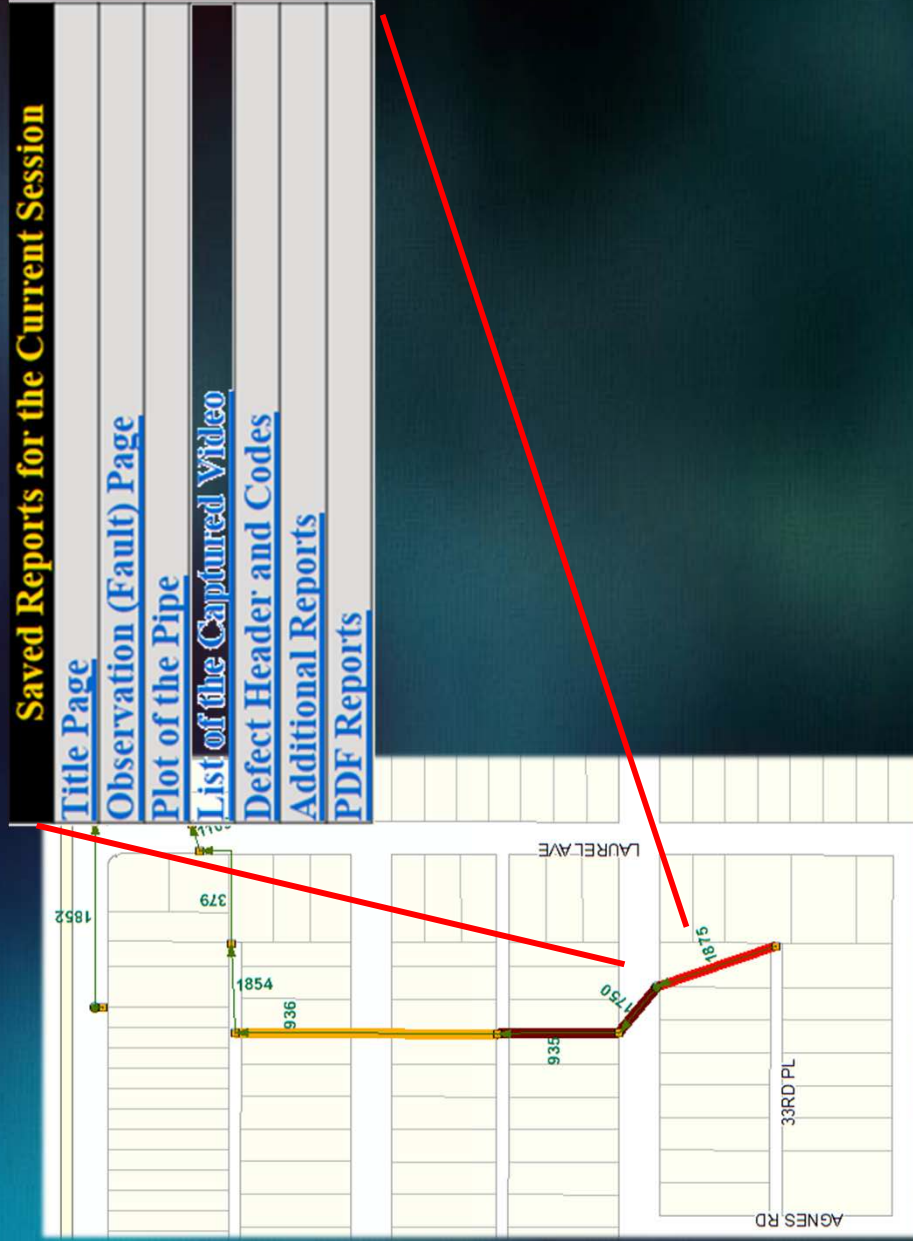 Saved Reports for the Current Session
Title Page
Observation (Fault) Page
Plot of the Pipe
List of the Captured Video
Defect Header and Codes
Additional Reports
PDF Reports
1852
379
1854
936
935
1750
1875
LAUREL AVE
33RD PL
AGNES RD